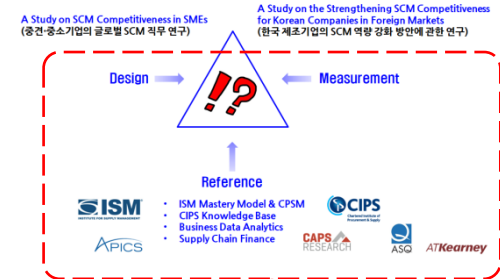 A Study on SCM Competitiveness in SMEs
(중견·중소기업의 글로벌 SCM 직무 연구)
A Study on the Strengthening SCM Competitiveness
for Korean Companies in Foreign Markets
(한국 제조기업의 SCM 역량 강화 방안에 관한 연구)
Design
!?
Measurement
Reference
• ISM Mastery Model & CPSM
• CIPS Knowledge Base
• Business Data Analytics
• Supply Chain Finance
ISM
INSTITUTE FOR SUPPLY MANAGEMENT
CIPS
Chartered Institute of
Procurement & Supply
APICS
CAPS
RESEARCH
ASQ
ATKearney